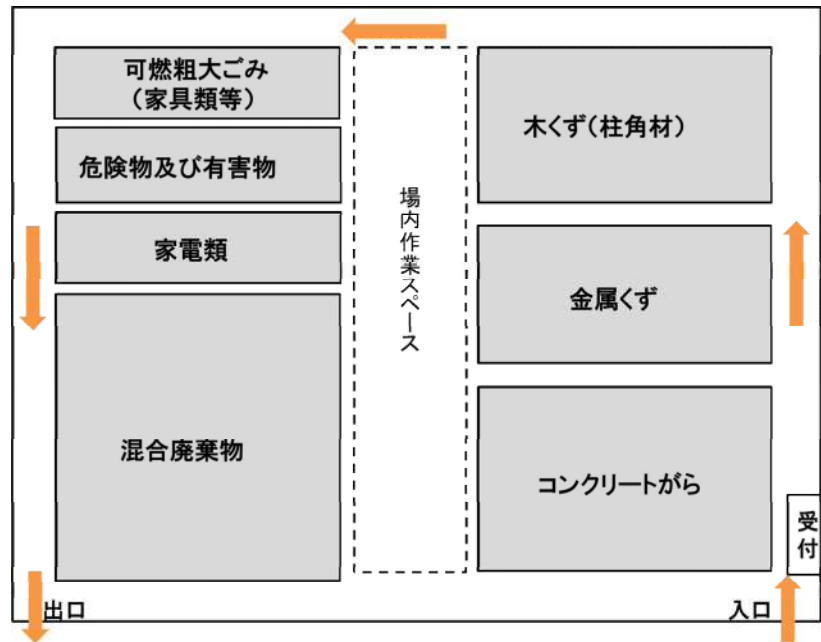 可燃粗大ごみ
(家具類等)
危険物及び有害物
家電類
混合廃棄物
場内作業スペース
木くず(柱角材)
金属くず
コンクリートがら
受付
出口
入口